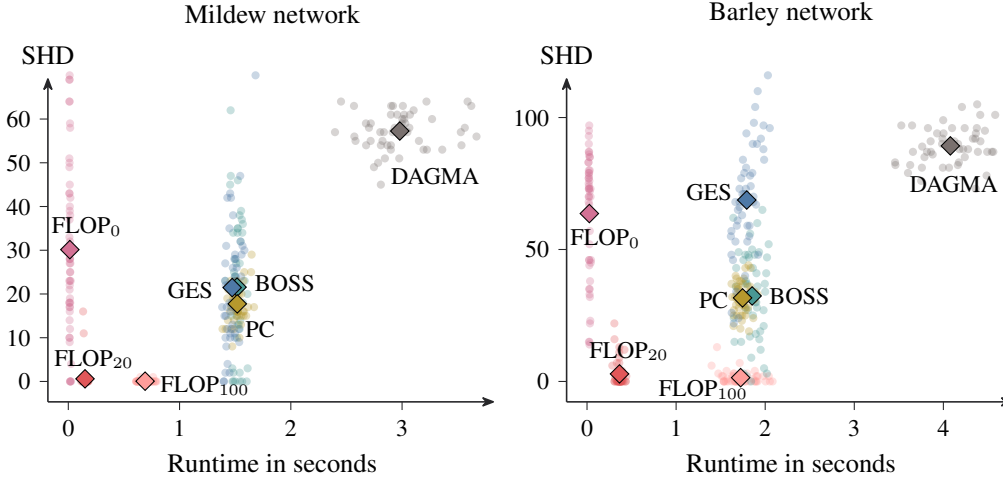 Mildew network
SHD
60
50
40
30
20
10
0
FLOP₀
FLOP₂₀
FLOP₁₀₀
GES
BOSS
PC
DAGMA
0 1 2 3
Runtime in seconds
Barley network
SHD
100
50
0
FLOP₀
FLOP₂₀
FLOP₁₀₀
GES
PC
BOSS
DAGMA
0 1 2 3 4
Runtime in seconds